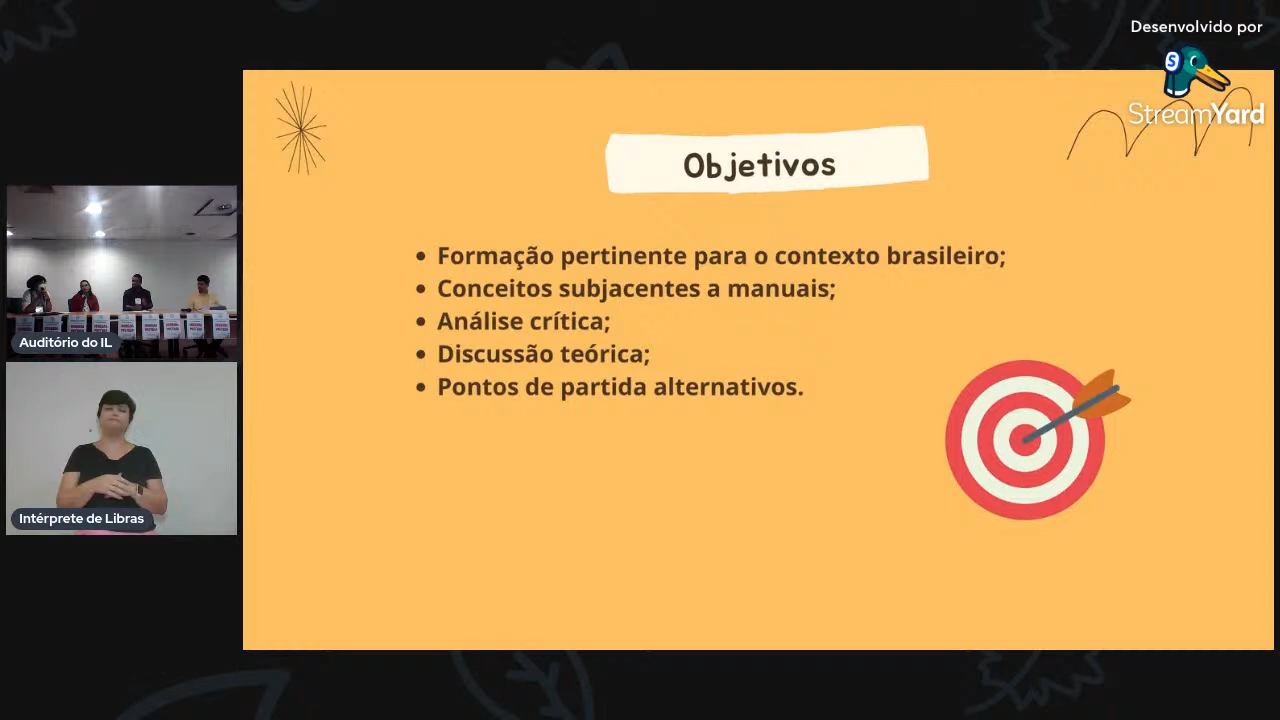 Desenvolvido por
StreamYard
Objetivos
Formação pertinente para o contexto brasileiro;
Conceitos subjacentes a manuais;
Análise crítica;
Discussão teórica;
Pontos de partida alternativos.
Auditório do IL
Intérprete de Libras